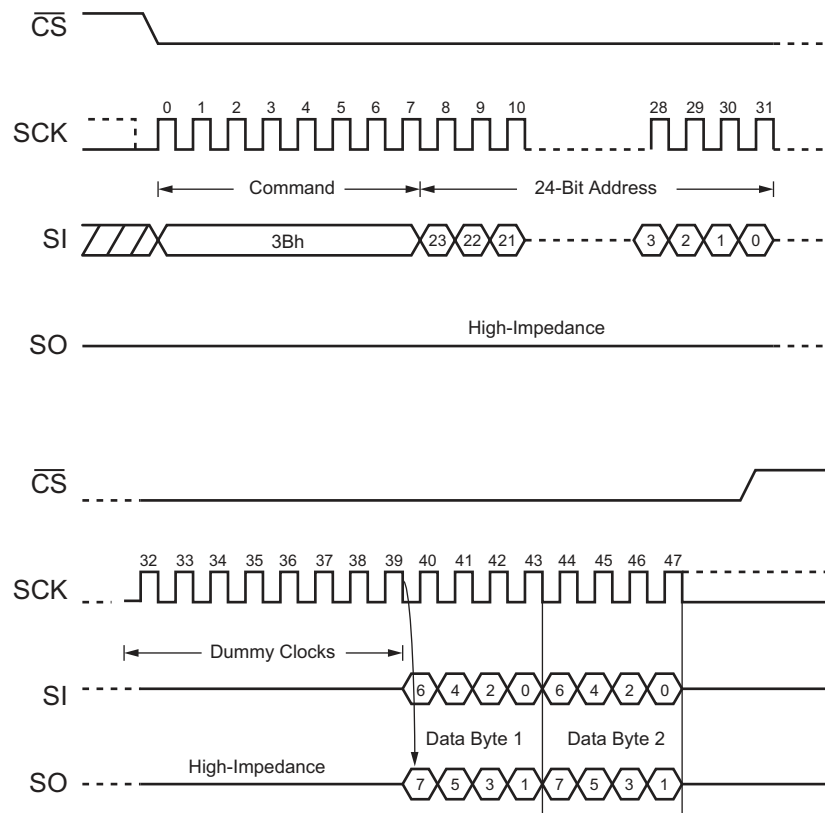 C̅S̅
0 1 2 3 4 5 6 7 8 9 10 28 29 30 31
SCK
Command 24-Bit Address
SI 3Bh 23 22 21 3 2 1 0
High-Impedance
SO
C̅S̅
32 33 34 35 36 37 38 39 40 41 42 43 44 45 46 47
SCK
Dummy Clocks
SI 6 4 2 0 6 4 2 0
Data Byte 1 Data Byte 2
High-Impedance
SO 7 5 3 1 7 5 3 1